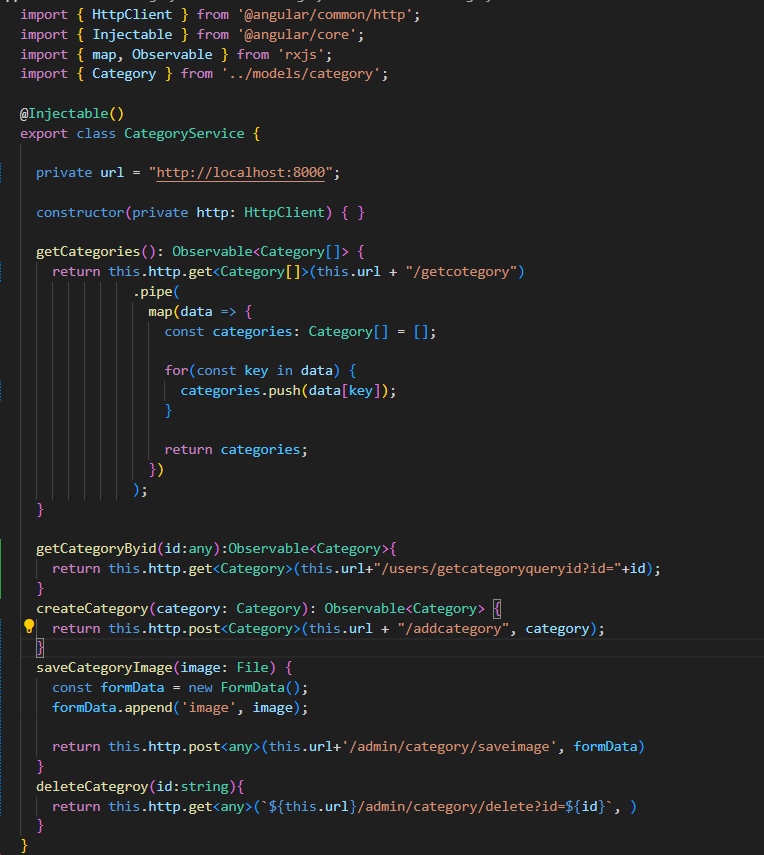 import { HttpClient } from '@angular/common/http';
import { Injectable } from '@angular/core';
import { map, Observable } from 'rxjs';
import { Category } from '../models/category';
@Injectable()
export class CategoryService {
private url = "http://localhost:8000";
constructor(private http: HttpClient) { }
getCategories(): Observable<Category[]> {
return this.http.get<Category[]>(this.url + "/getcotegory")
.pipe(
map(data => {
const categories: Category[] = [];
for(const key in data) {
categories.push(data[key]);
}
return categories;
})
);
}
getCategoryByid(id:any):Observable<Category>{
return this.http.get<Category>(this.url+"/users/getcategoryqueryid?id="+id);
}
createCategory(category: Category): Observable<Category> {
return this.http.post<Category>(this.url + "/addcategory", category);
}
saveCategoryImage(image: File) {
const formData = new FormData();
formData.append('image', image);
return this.http.post<any>(this.url+'/admin/category/saveimage', formData)
}
deleteCategroy(id:string){
return this.http.get<any>(`${this.url}/admin/category/delete?id=${id}`, )
}
}